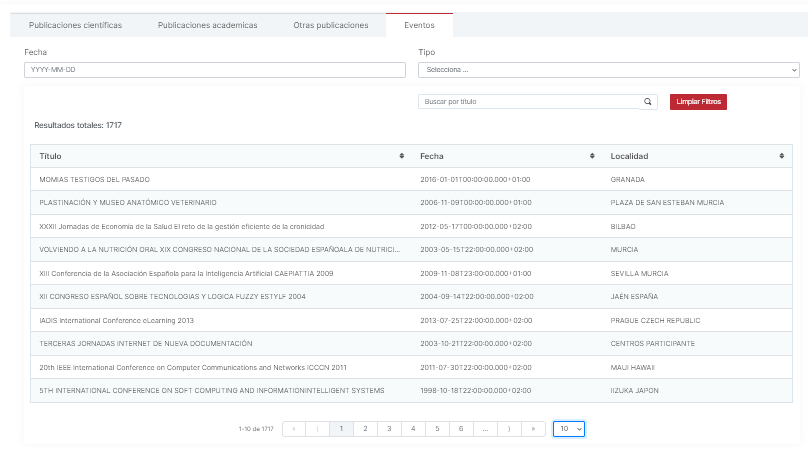 Publicaciones científicas Publicaciones academicas Otras publicaciones Eventos
Fecha Tipo
YYYY-MM-DD Selecciona ...
Buscar por título Limpiar Filtros
Resultados totales: 1717
Título Fecha Localidad
MOMIAS TESTIGOS DEL PASADO 2016-01-01T00:00:00.000+01:00 GRANADA
PLASTINACIÓN Y MUSEO ANATÓMICO VETERINARIO 2006-11-09T00:00:00.000+01:00 PLAZA DE SAN ESTEBAN MURCIA
XXXII Jornadas de Economía de la Salud El reto de la gestión eficiente de la cronicidad 2012-05-17T00:00:00.000+02:00 BILBAO
VOLVIENDO A LA NUTRICIÓN ORAL XIX CONGRESO NACIONAL DE LA SOCIEDAD ESPAÑOALA DE NUTRICI... 2003-05-15T22:00:00.000+02:00 MURCIA
XIII Conferencia de la Asociación Española para la Inteligencia Artificial CAEPIATTIA 2009 2009-11-08T23:00:00.000+01:00 SEVILLA MURCIA
XII CONGRESO ESPAÑOL SOBRE TECNOLOGIAS Y LOGICA FUZZY ESTYLF 2004 2004-09-14T22:00:00.000+02:00 JAÉN ESPAÑA
IADIS International Conference eLearning 2013 2013-07-25T22:00:00.000+02:00 PRAGUE CZECH REPUBLIC
TERCERAS JORNADAS INTERNET DE NUEVA DOCUMENTACIÓN 2003-10-21T22:00:00.000+02:00 CENTROS PARTICIPANTE
20th IEEE International Conference on Computer Communications and Networks ICCCN 2011 2011-07-30T22:00:00.000+02:00 MAUI HAWAII
5TH INTERNATIONAL CONFERENCE ON SOFT COMPUTING AND INFORMATIONINTELLIGENT SYSTEMS 1998-10-18T22:00:00.000+02:00 IIZUKA JAPON
1-10 de 1717 « ⟨ 1 2 3 4 5 6 ... ⟩ » 10